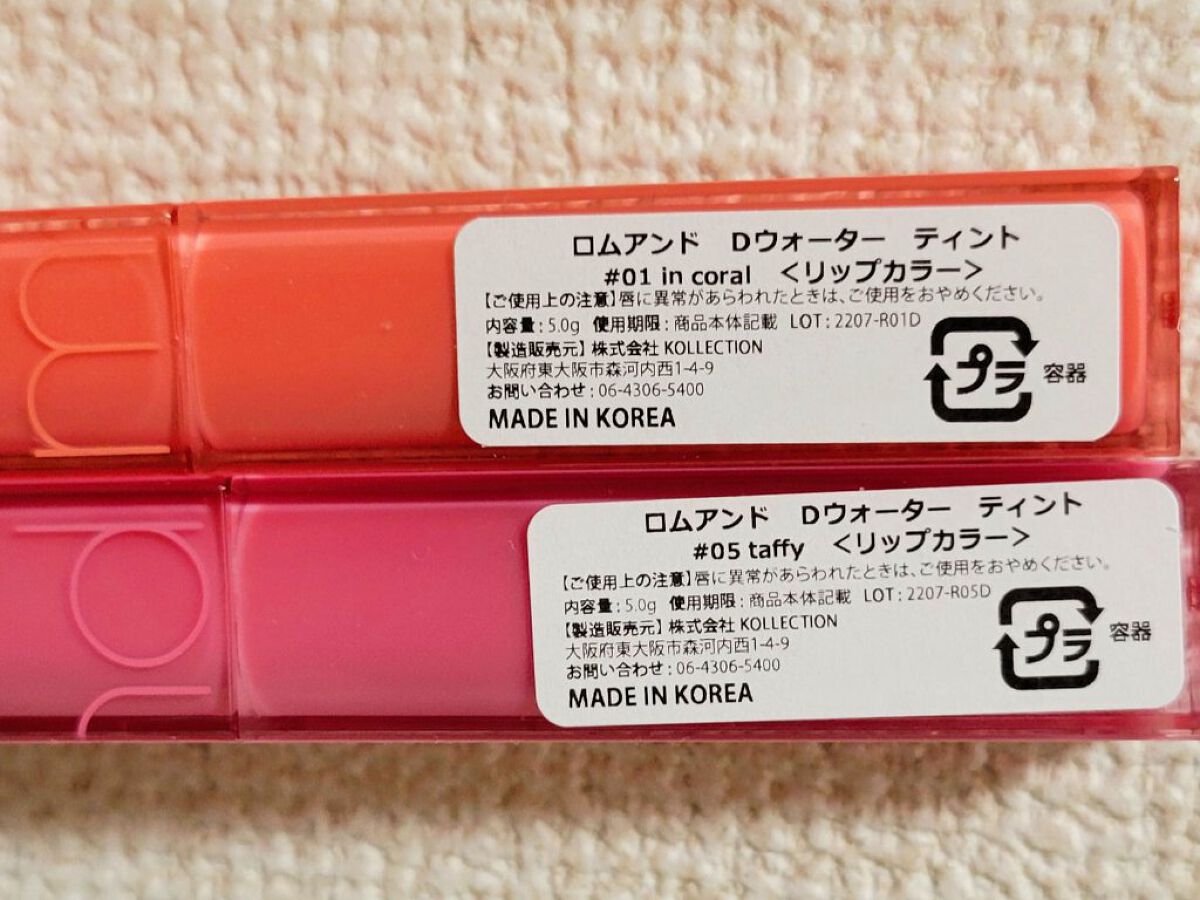 ロムアンド Dウォーター ティント
#01 in coral <リップカラー>
【ご使用上の注意】唇に異常があらわれたときは、ご使用をおやめください。
内容量:5.0g 使用期限:商品本体記載 LOT:2207-R01D
【製造販売元】株式会社 KOLLECTION
大阪府東大阪市森河内西1-4-9
お問い合わせ:06-4306-5400
MADE IN KOREA
プラ
容器
ロムアンド Dウォーター ティント
#05 taffy <リップカラー>
【ご使用上の注意】唇に異常があらわれたときは、ご使用をおやめください。
内容量:5.0g 使用期限:商品本体記載 LOT:2207-R05D
【製造販売元】株式会社 KOLLECTION
大阪府東大阪市森河内西1-4-9
お問い合わせ:06-4306-5400
MADE IN KOREA
プラ
容器